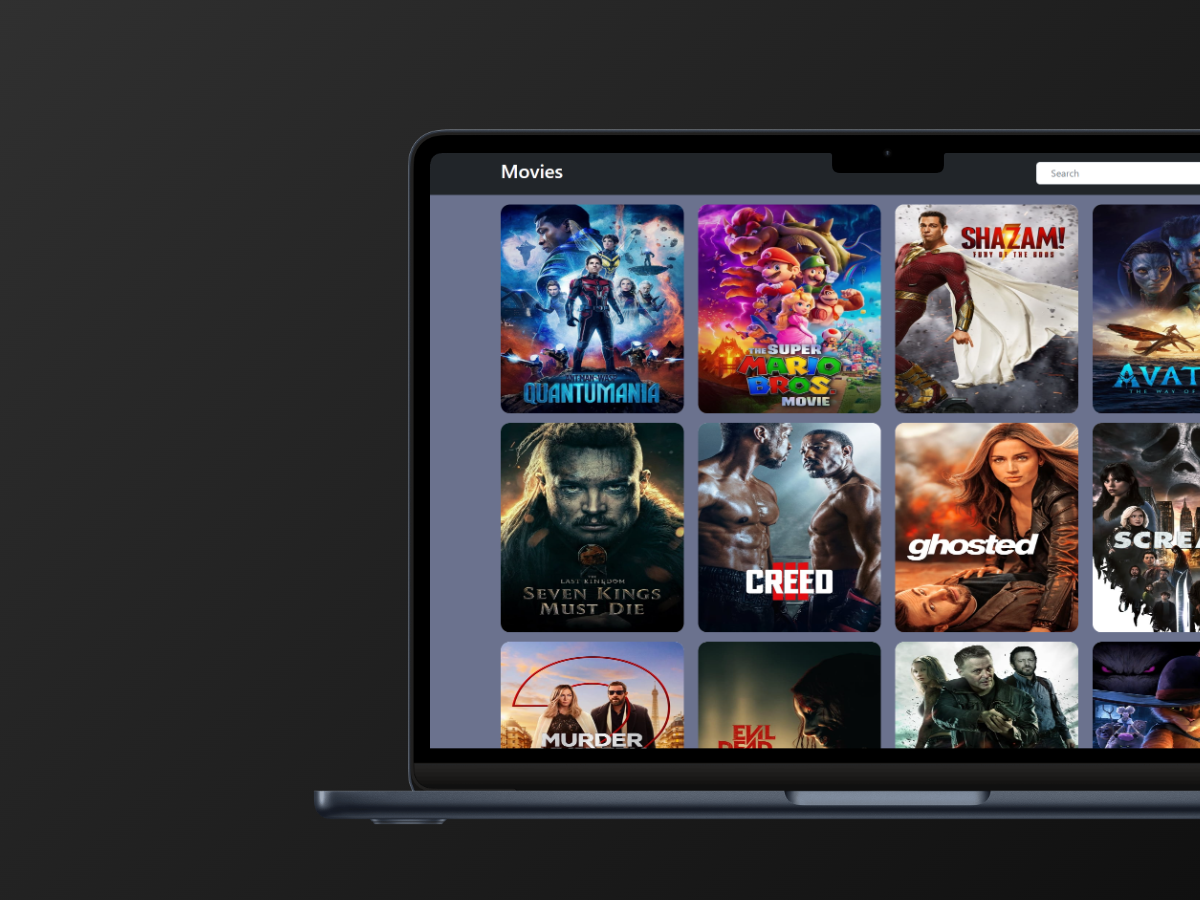 Movies
Search
QUANTUMANIA
SHAZAM!
FURY OF THE GODS
THE SUPER
MARIO
BROS.
MOVIE
AVAT
THE WAY OF
THE
LAST KINGDOM
SEVEN KINGS
MUST DIE
CREED
III
ghosted
SCREA
MURDER
EVIL
DEAD